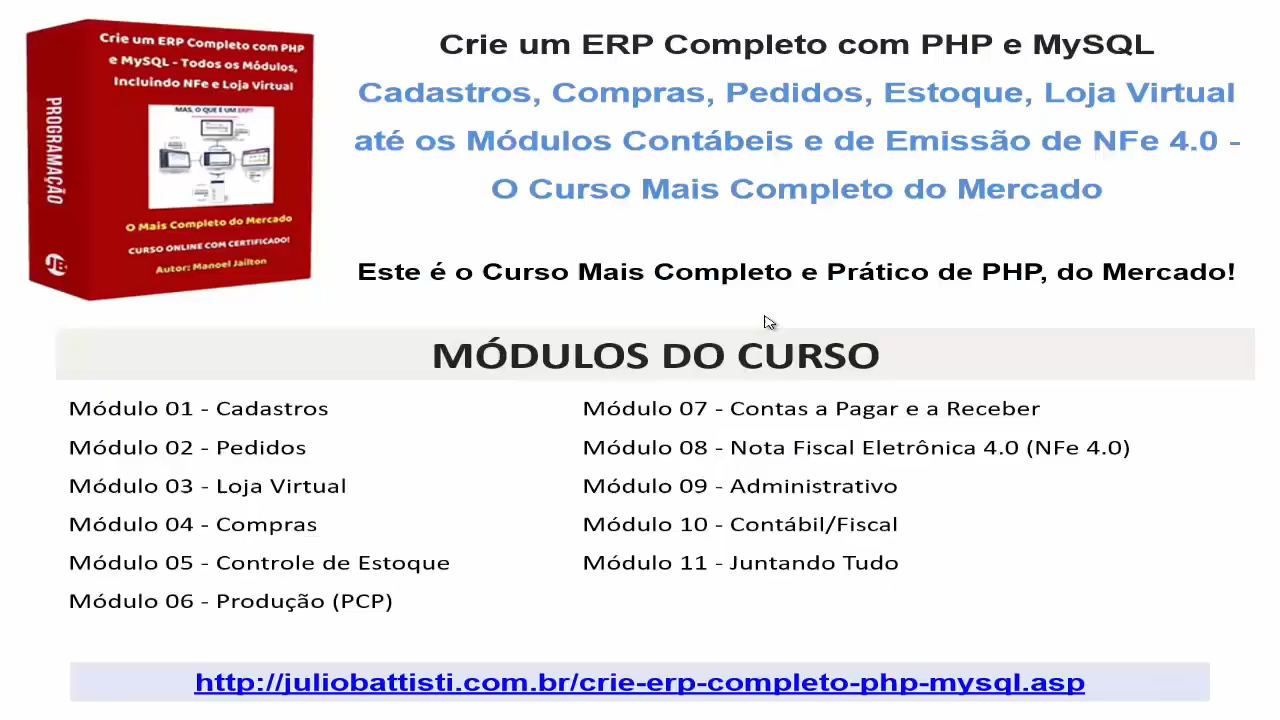 Crie um ERP Completo com PHP
e MySQL - Todos os Módulos,
Incluindo NFe e Loja Virtual
PROGRAMAÇÃO
MAS, O QUE É UM ERP?
O Mais Completo do Mercado
CURSO ONLINE COM CERTIFICADO!
Autor: Manoel Jailton
JB
Crie um ERP Completo com PHP e MySQL
Cadastros, Compras, Pedidos, Estoque, Loja Virtual
até os Módulos Contábeis e de Emissão de NFe 4.0 -
O Curso Mais Completo do Mercado
Este é o Curso Mais Completo e Prático de PHP, do Mercado!
MÓDULOS DO CURSO
Módulo 01 - Cadastros
Módulo 02 - Pedidos
Módulo 03 - Loja Virtual
Módulo 04 - Compras
Módulo 05 - Controle de Estoque
Módulo 06 - Produção (PCP)
Módulo 07 - Contas a Pagar e a Receber
Módulo 08 - Nota Fiscal Eletrônica 4.0 (NFe 4.0)
Módulo 09 - Administrativo
Módulo 10 - Contábil/Fiscal
Módulo 11 - Juntando Tudo
http://juliobattisti.com.br/crie-erp-completo-php-mysql.asp